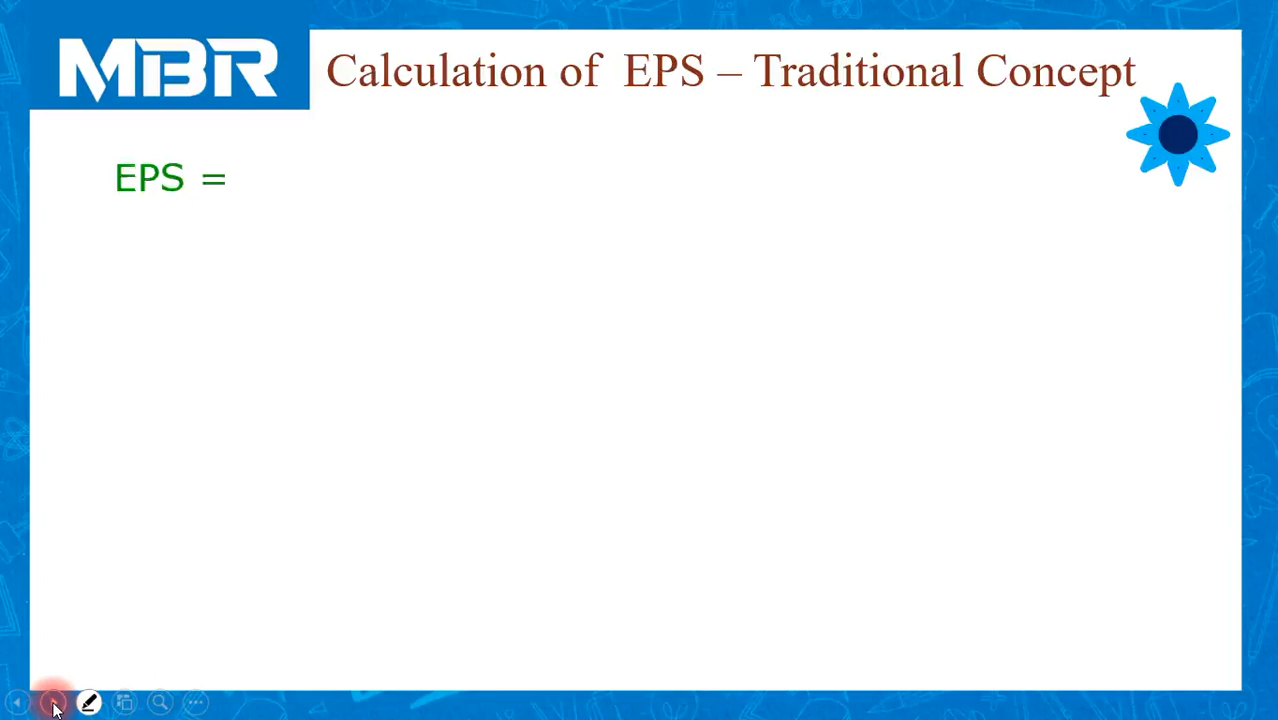 MBR
Calculation of EPS – Traditional Concept
EPS =